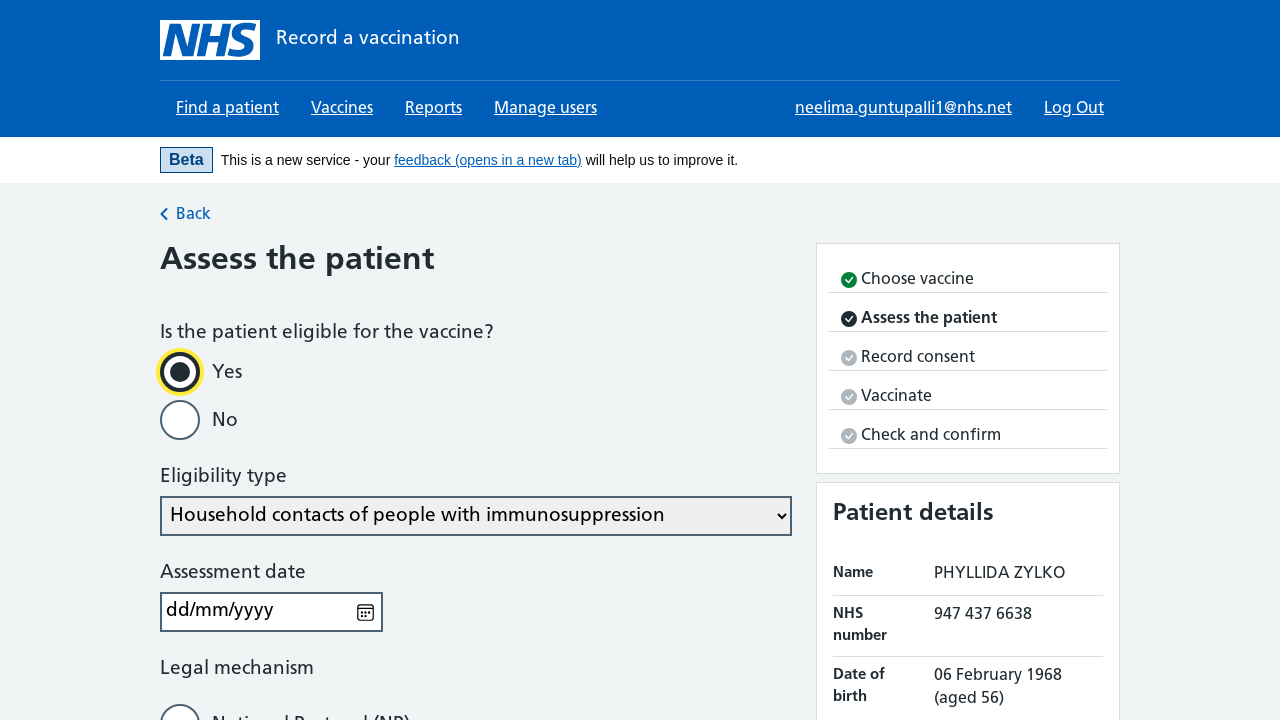 NHS Record a vaccination
Find a patient Vaccines Reports Manage users neelima.guntupalli1@nhs.net Log Out
Beta This is a new service - your feedback (opens in a new tab) will help us to improve it.
Back
Assess the patient
Is the patient eligible for the vaccine?
Yes
No
Eligibility type
Household contacts of people with immunosuppression
Assessment date
dd/mm/yyyy
Legal mechanism
National Protocol (NP)
Choose vaccine
Assess the patient
Record consent
Vaccinate
Check and confirm
Patient details
Name PHYLLIDA ZYLKO
NHS number 947 437 6638
Date of birth 06 February 1968 (aged 56)